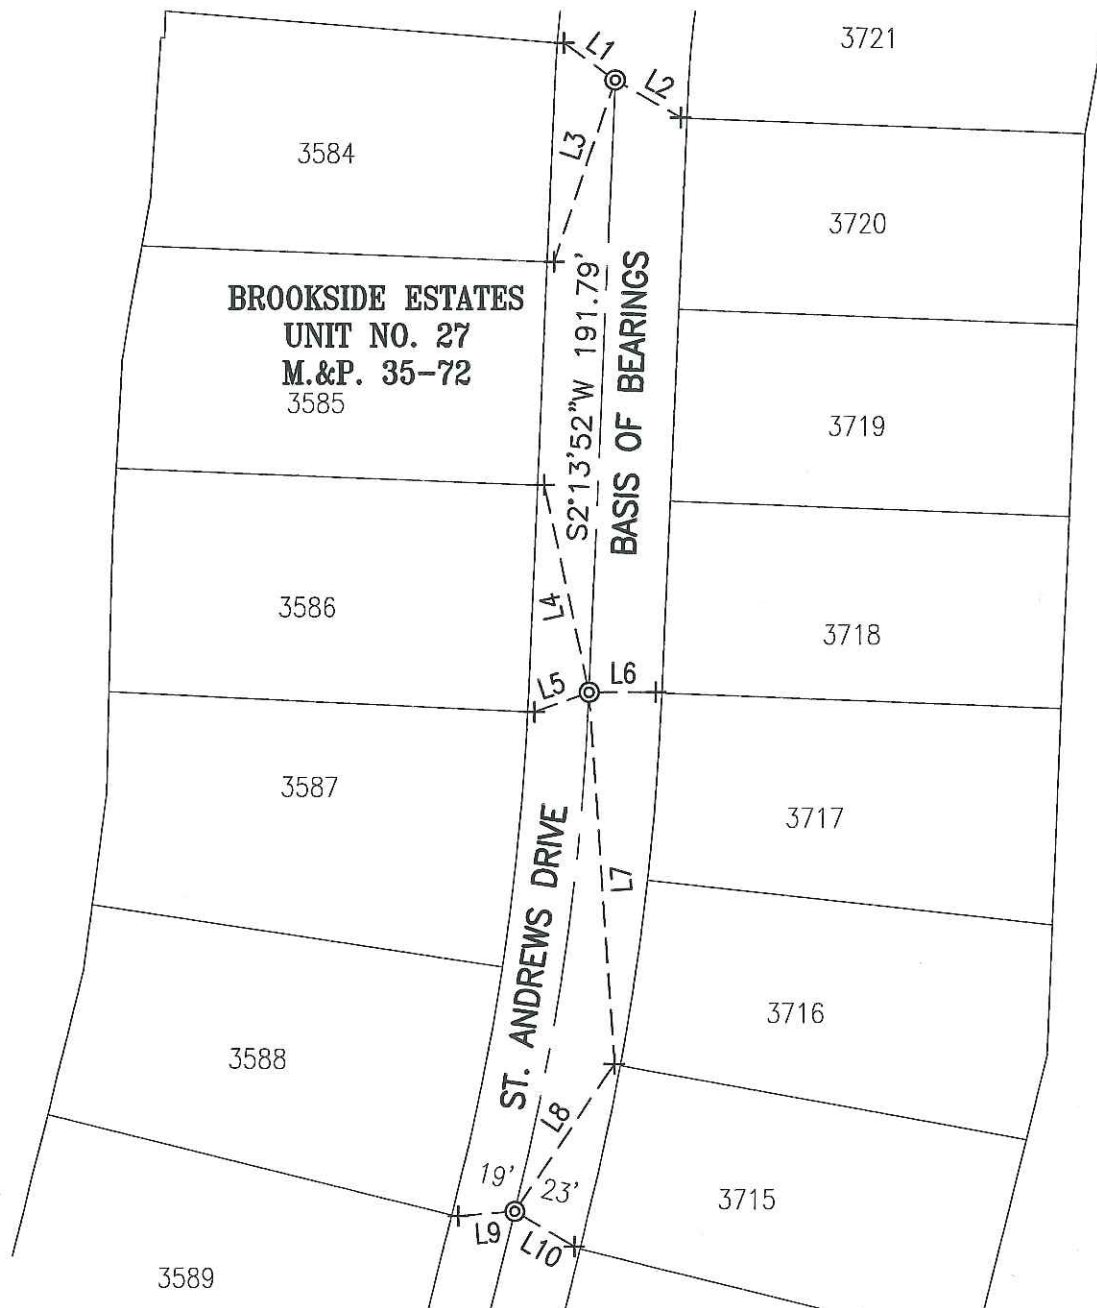 3721
L1
L2
3584
L3
3720
BROOKSIDE ESTATES
UNIT NO. 27
M.&P. 35-72
3585
S2°13'52"W 191.79'
BASIS OF BEARINGS
3719
3586
L4
3718
L5
L6
3587
3717
ST. ANDREWS DRIVE
L7
3588
3716
L8
19'
23'
3715
L9
L10
3589